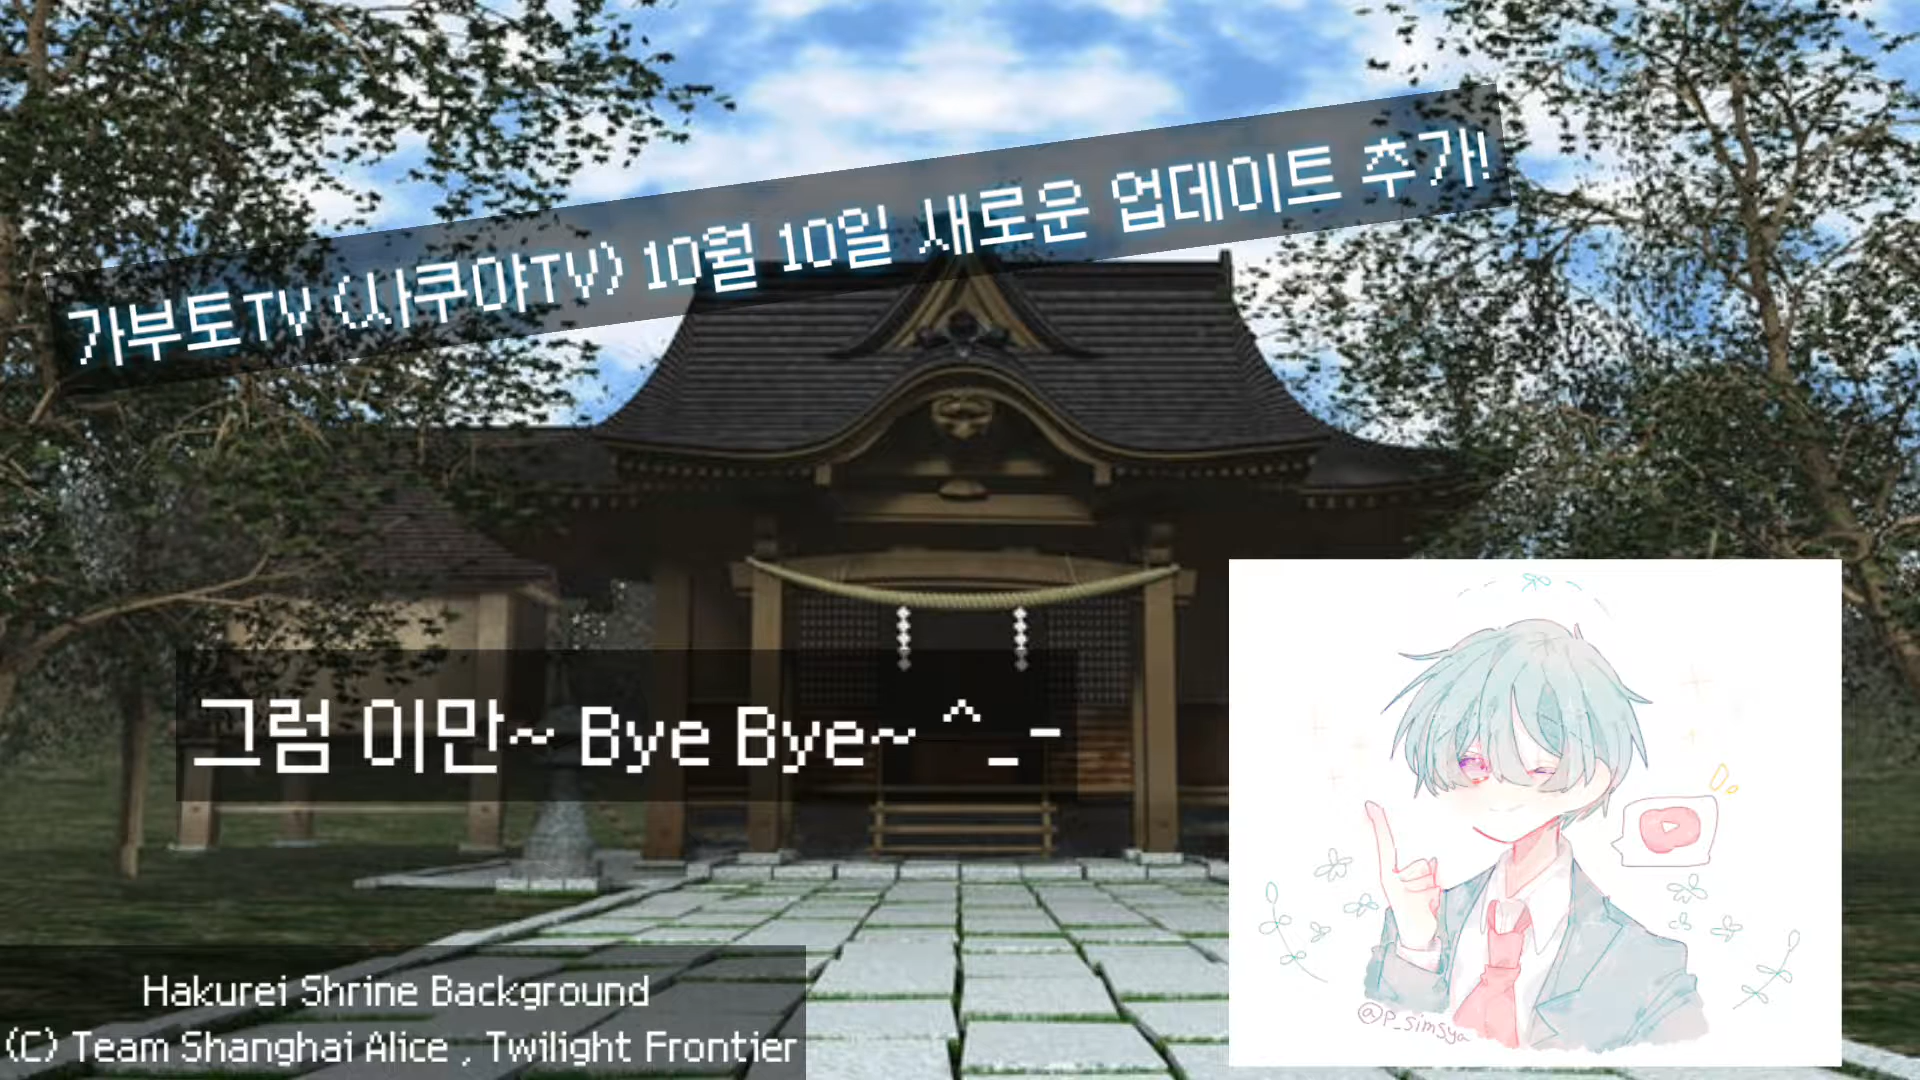 가부토TV (사쿠야TV) 10월 10일 새로운 업데이트 추가!
그럼 이만~ Bye Bye~ ^_-
@P_simsya
Hakurei Shrine Background
(C) Team Shanghai Alice , Twilight Frontier